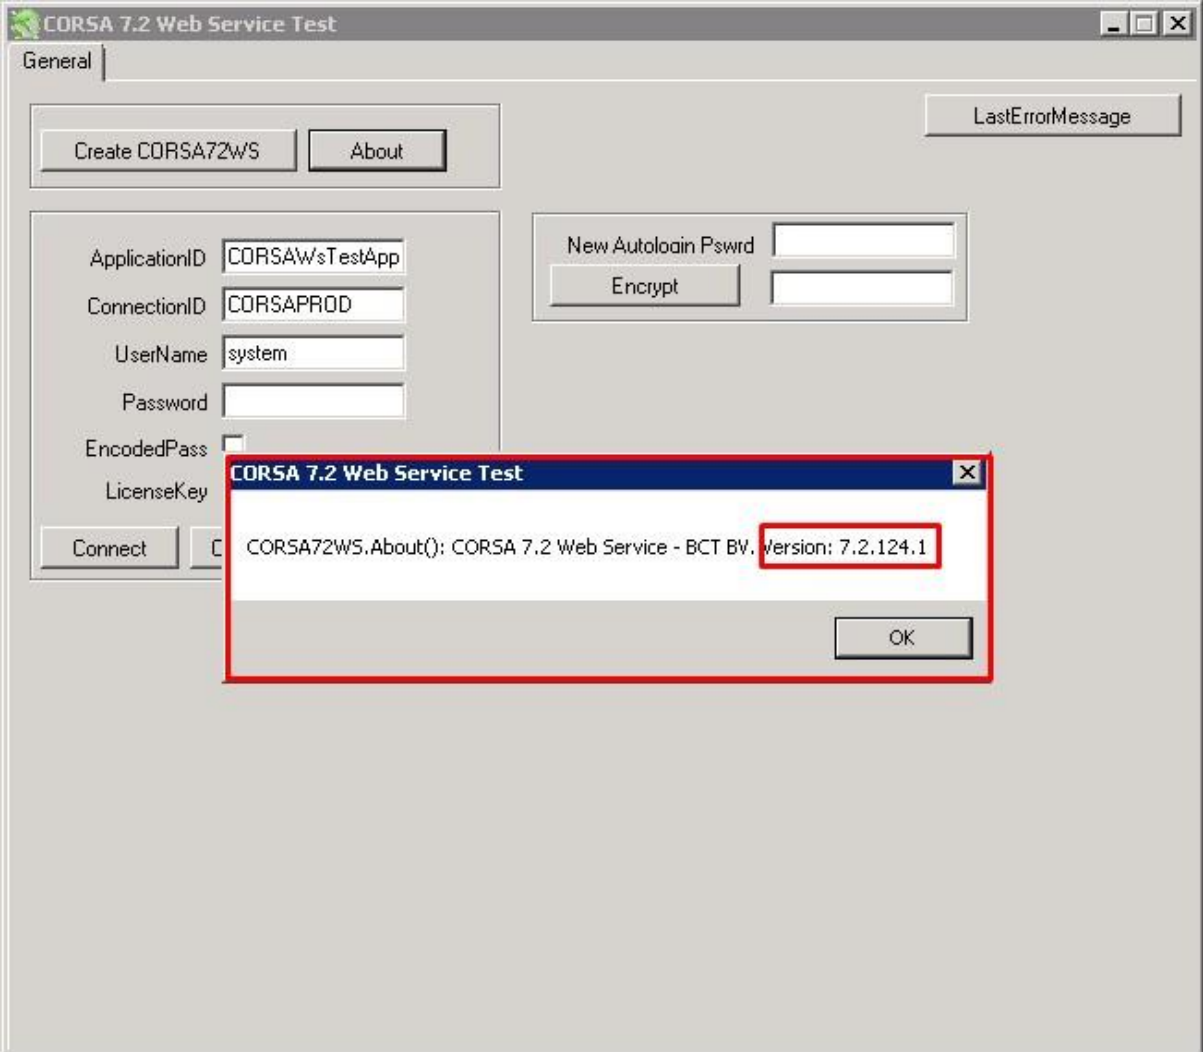 CORSA 7.2 Web Service Test
General
LastErrorMessage
Create CORSA72WS
About
ApplicationID CORSAWsTestApp
ConnectionID CORSAPROD
UserName system
Password
EncodedPass
LicenseKey
Connect
C
New Autologin Pswrd
Encrypt
CORSA 7.2 Web Service Test
CORSA72WS.About(): CORSA 7.2 Web Service - BCT BV. Version: 7.2.124.1
OK